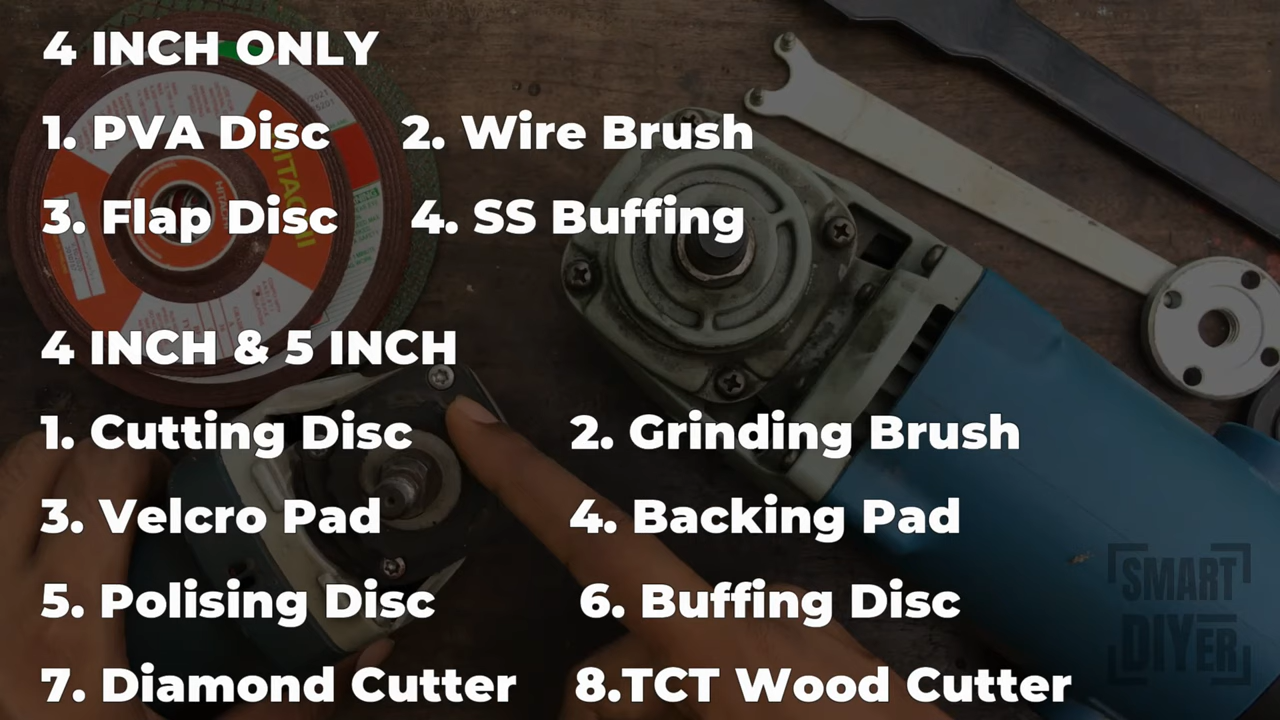 4 INCH ONLY
1. PVA Disc 2. Wire Brush
3. Flap Disc 4. SS Buffing
4 INCH & 5 INCH
1. Cutting Disc 2. Grinding Brush
3. Velcro Pad 4. Backing Pad
5. Polising Disc 6. Buffing Disc
7. Diamond Cutter 8.TCT Wood Cutter
HITACHI
HITACHI
SMART
DIYER